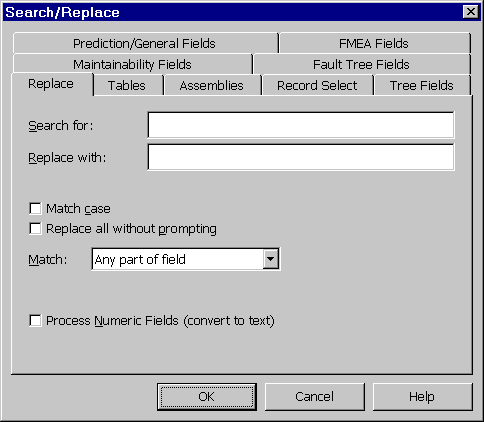 Search/Replace
Prediction/General Fields FMEA Fields
Maintainability Fields Fault Tree Fields
Replace Tables Assemblies Record Select Tree Fields
Search for:
Replace with:
Match case
Replace all without prompting
Match: Any part of field
Process Numeric Fields (convert to text)
OK Cancel Help